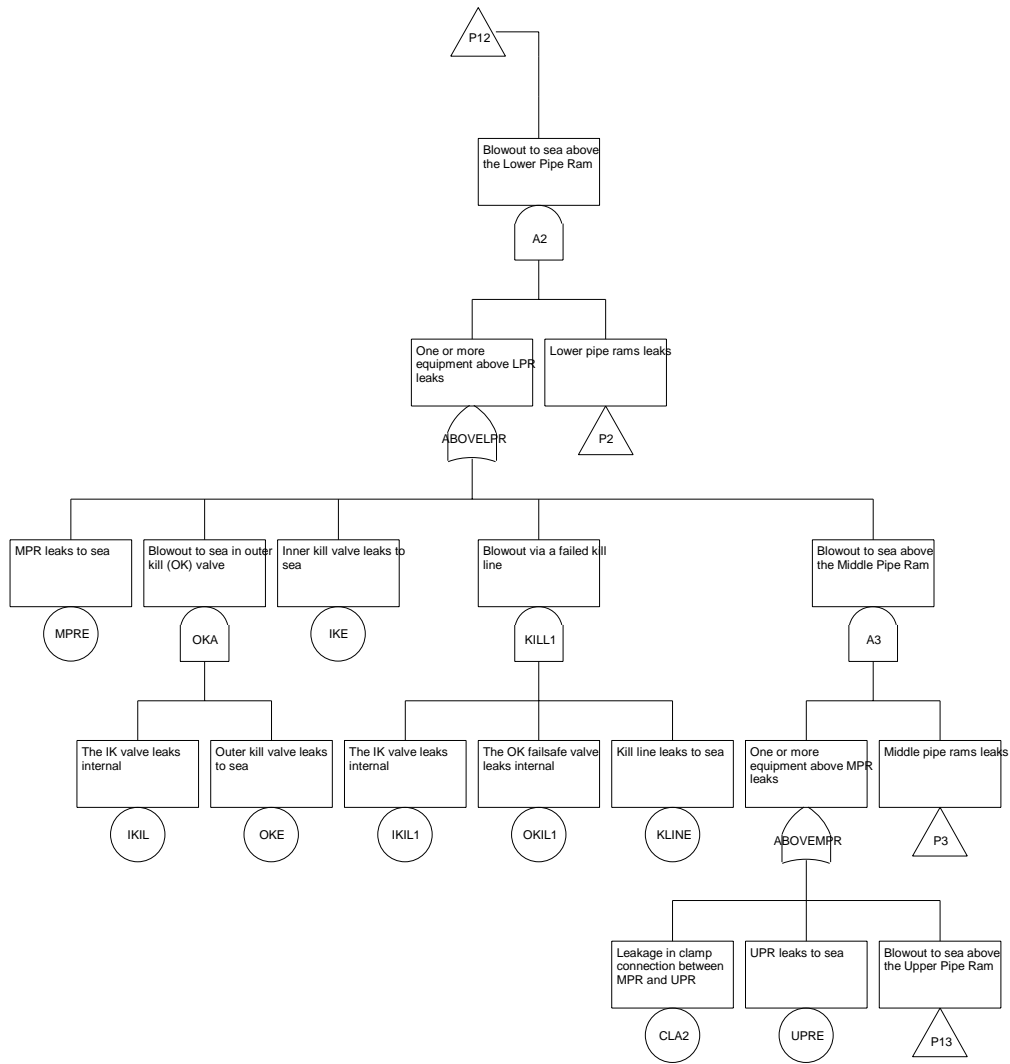 P12
Blowout to sea above
the Lower Pipe Ram
A2
One or more
equipment above LPR
leaks
Lower pipe rams leaks
ABOVELPR
P2
MPR leaks to sea
Blowout to sea in outer
kill (OK) valve
Inner kill valve leaks to
sea
Blowout via a failed kill
line
Blowout to sea above
the Middle Pipe Ram
MPRE
OKA
IKE
KILL1
A3
The IK valve leaks
internal
Outer kill valve leaks
to sea
The IK valve leaks
internal
The OK failsafe valve
leaks internal
Kill line leaks to sea
One or more
equipment above MPR
leaks
Middle pipe rams leaks
IKIL
OKE
IKIL1
OKIL1
KLINE
ABOVEMPR
P3
Leakage in clamp
connection between
MPR and UPR
UPR leaks to sea
Blowout to sea above
the Upper Pipe Ram
CLA2
UPRE
P13